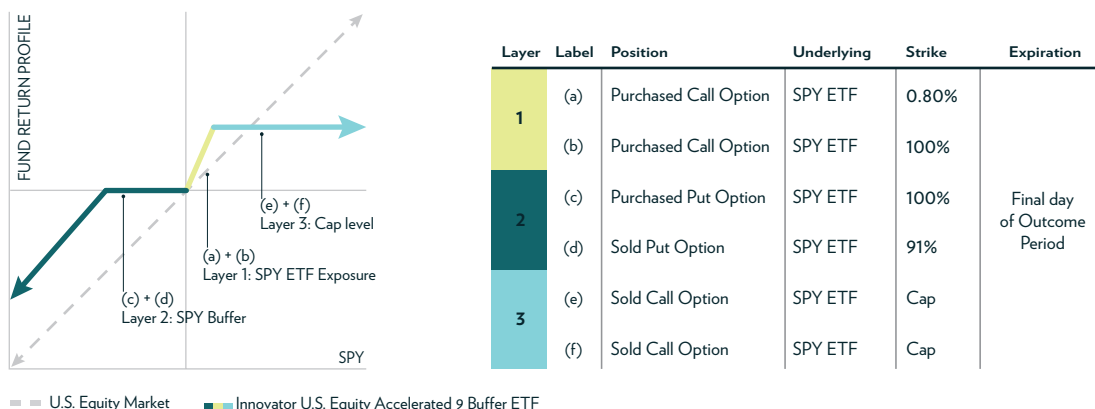 FUND RETURN PROFILE
(e) + (f)
Layer 3: Cap level
(a) + (b)
Layer 1: SPY ETF Exposure
(c) + (d)
Layer 2: SPY Buffer
SPY
U.S. Equity Market
Innovator U.S. Equity Accelerated 9 Buffer ETF
Layer Label Position Underlying Strike Expiration
1
(a) Purchased Call Option SPY ETF 0.80%
(b) Purchased Call Option SPY ETF 100%
2
(c) Purchased Put Option SPY ETF 100%
(d) Sold Put Option SPY ETF 91%
3
(e) Sold Call Option SPY ETF Cap
(f) Sold Call Option SPY ETF Cap
Final day
of Outcome
Period